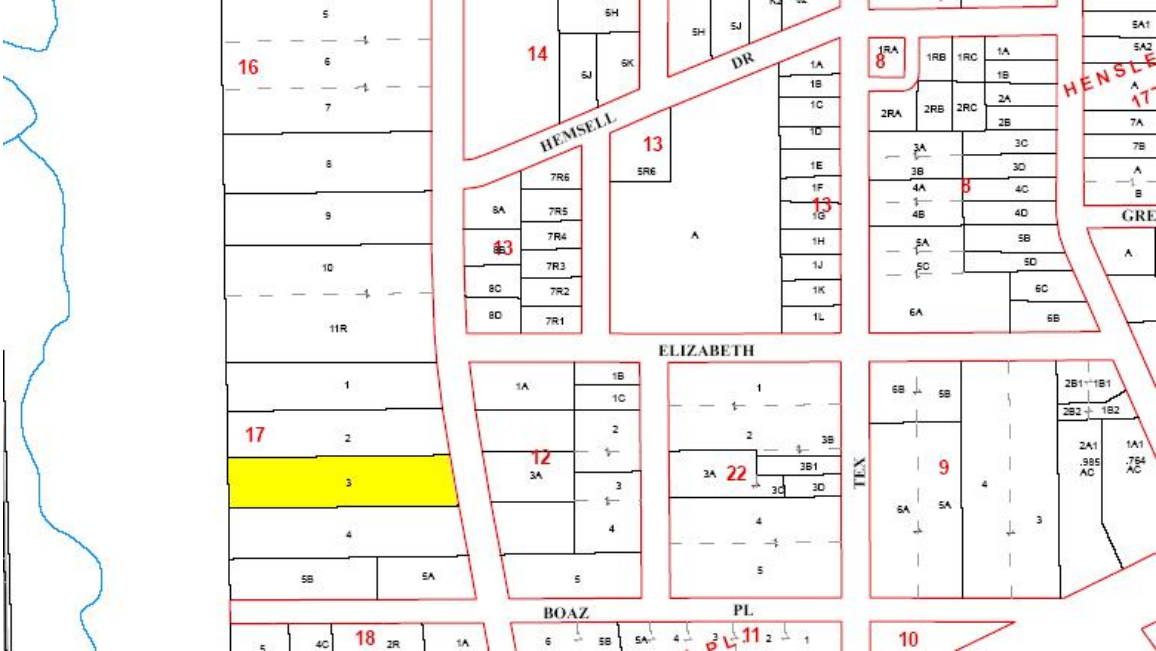 5
6H
5H
5J
5A1
16
6
14
6J
6K
DR
1A
1RA
8
1RB
1RC
1A
1B
5A2
A
HENSLE
7
1B
1C
2RA
2RB
2RC
2A
2B
7A
HEMSELL
13
1D
3A
3C
7B
8
5R6
7R6
1E
3B
3D
A
B
1F
4A
8
4C
9
8A
7R5
13
1G
4B
4D
GRE
7R4
A
1H
5A
5B
A
13
8B
10
7R3
1J
5C
5D
8C
7R2
1K
6C
11R
8D
7R1
1L
6A
6B
ELIZABETH
1
1A
1B
1C
1
6B
5B
2B1
1B1
2B2
1B2
17
2
2
2
3B
12
3A
3A
22
3B1
TEX
9
2A1
.985
AC
1A1
.764
AC
3
3
3C
3D
4
6A
5A
4
4
4
3
5B
5A
5
5
BOAZ PL
5
4C
18
2R
1A
6
5B
5A
4
3
11
2
1
10
PL